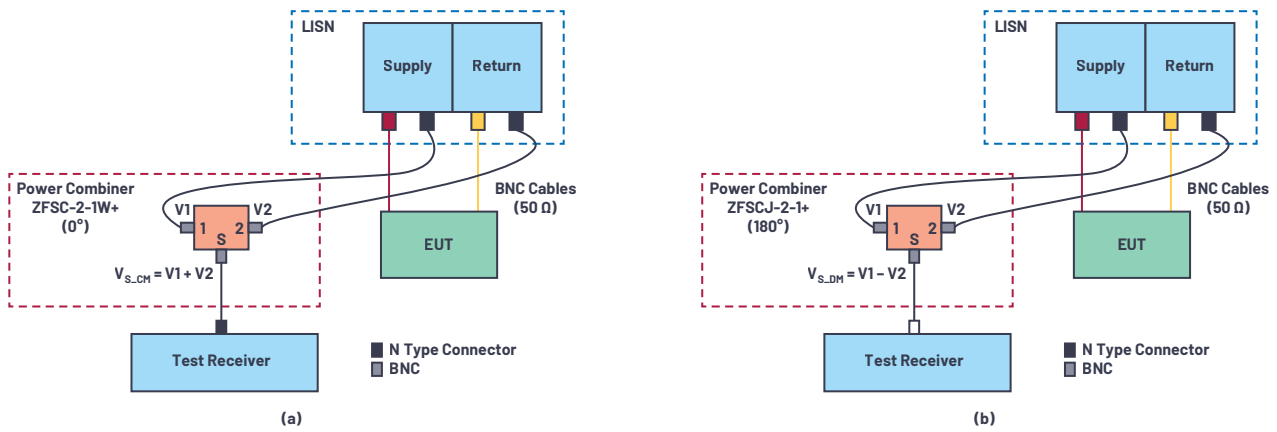 LISN
Supply
Return
Power Combiner
ZFSC-2-1W+
(0°)
V1
V2
1
2
S
BNC Cables
(50 Ω)
EUT
VS_CM = V1 + V2
Test Receiver
N Type Connector
BNC
(a)
LISN
Supply
Return
Power Combiner
ZFSCJ-2-1+
(180°)
V1
V2
1
2
S
BNC Cables
(50 Ω)
EUT
VS_DM = V1 – V2
Test Receiver
N Type Connector
BNC
(b)